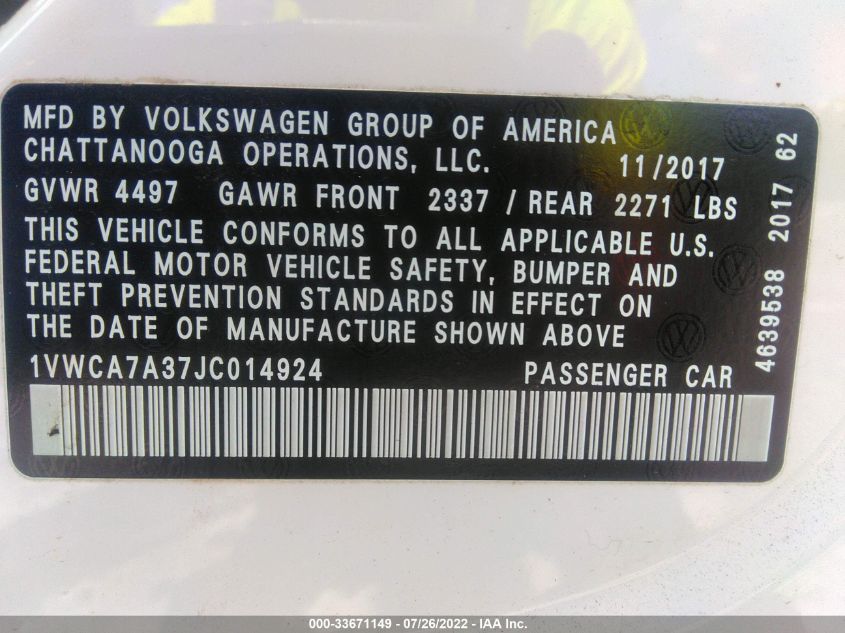 MFD BY VOLKSWAGEN GROUP OF AMERICA
CHATTANOOGA OPERATIONS, LLC. 11/2017
GVWR 4497 GAWR FRONT 2337 / REAR 2271 LBS
THIS VEHICLE CONFORMS TO ALL APPLICABLE U.S.
FEDERAL MOTOR VEHICLE SAFETY, BUMPER AND
THEFT PREVENTION STANDARDS IN EFFECT ON
THE DATE OF MANUFACTURE SHOWN ABOVE
1VWCA7A37JC014924 PASSENGER CAR
4639538 2017 62
000-33671149 - 07/26/2022 - IAA Inc.